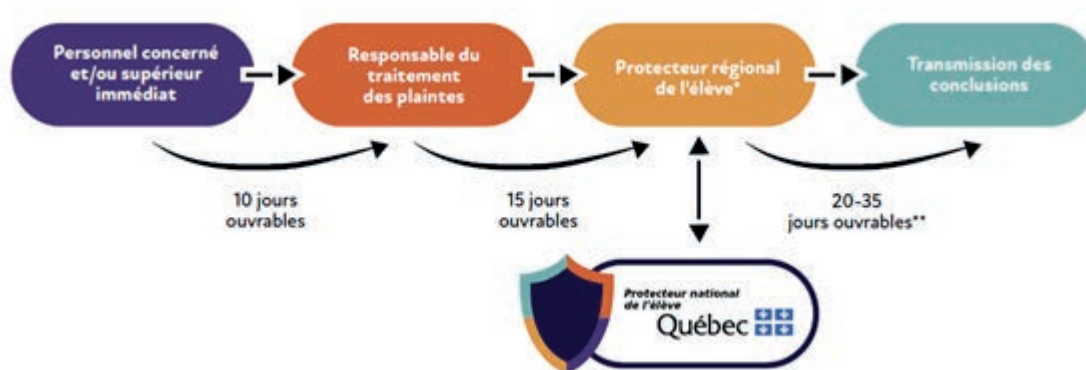 Personnel concerné
et/ou supérieur
immédiat
Responsable du
traitement
des plaintes
Protecteur régional
de l'élève*
Transmission des
conclusions
10 jours
ouvrables
15 jours
ouvrables
20-35
jours ouvrables**
Protecteur national
de l'élève
Québec